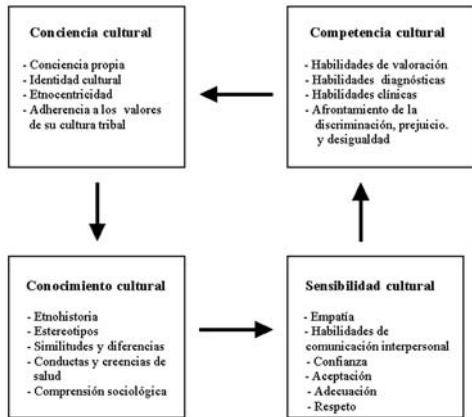 Conciencia cultural
- Conciencia propia
- Identidad cultural
- Etnocentricidad
- Adherencia a los valores
de su cultura tribal
Competencia cultural
- Habilidades de valoración
- Habilidades diagnósticas
- Habilidades clínicas
- Afrontamiento de la
discriminación, prejuicio.
y desigualdad
Conocimiento cultural
- Etnohistoria
- Estereotipos
- Similitudes y diferencias
- Conductas y creencias de
salud
- Comprensión sociológica
Sensibilidad cultural
- Empatía
- Habilidades de
comunicación interpersonal
- Confianza
- Aceptación
- Adecuación
- Respeto